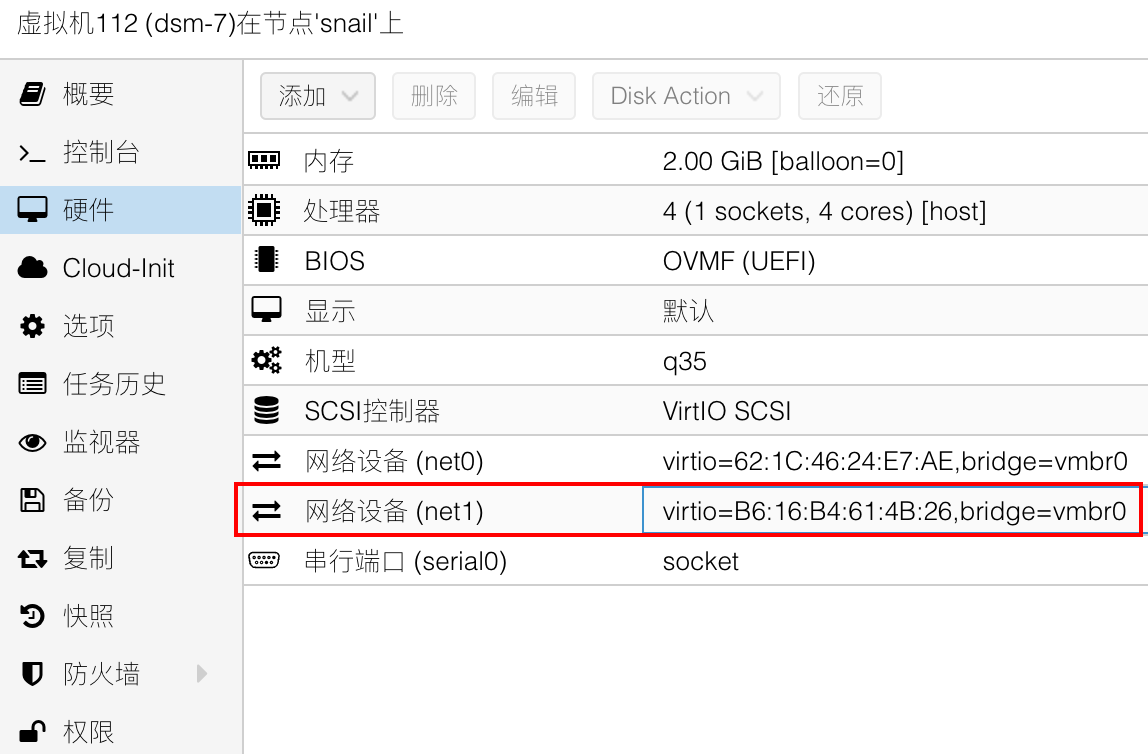 虚拟机112 (dsm-7)在节点'snail'上
概要
控制台
硬件
Cloud-Init
选项
任务历史
监视器
备份
复制
快照
防火墙
权限
添加 删除 编辑 Disk Action 还原
内存 2.00 GiB [balloon=0]
处理器 4 (1 sockets, 4 cores) [host]
BIOS OVMF (UEFI)
显示 默认
机型 q35
SCSI控制器 VirtIO SCSI
网络设备 (net0) virtio=62:1C:46:24:E7:AE,bridge=vmbr0
网络设备 (net1) virtio=B6:16:B4:61:4B:26,bridge=vmbr0
串行端口 (serial0) socket